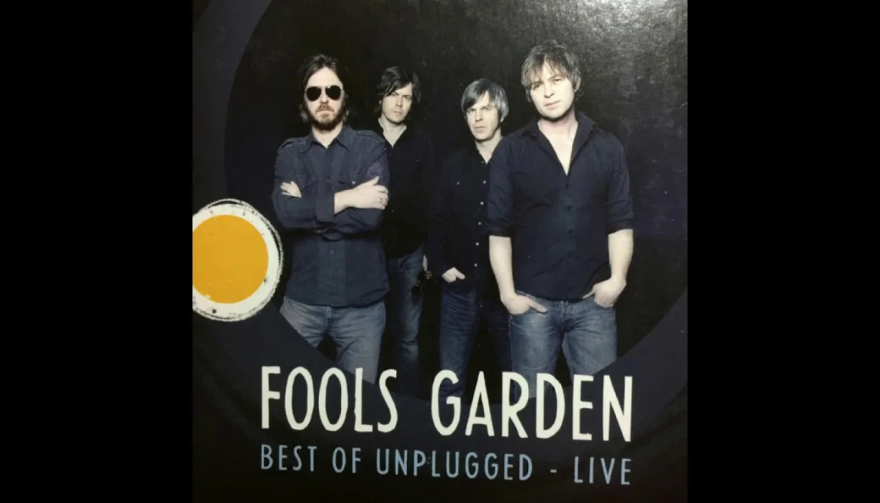 FOOLS GARDEN
BEST OF UNPLUGGED - LIVE